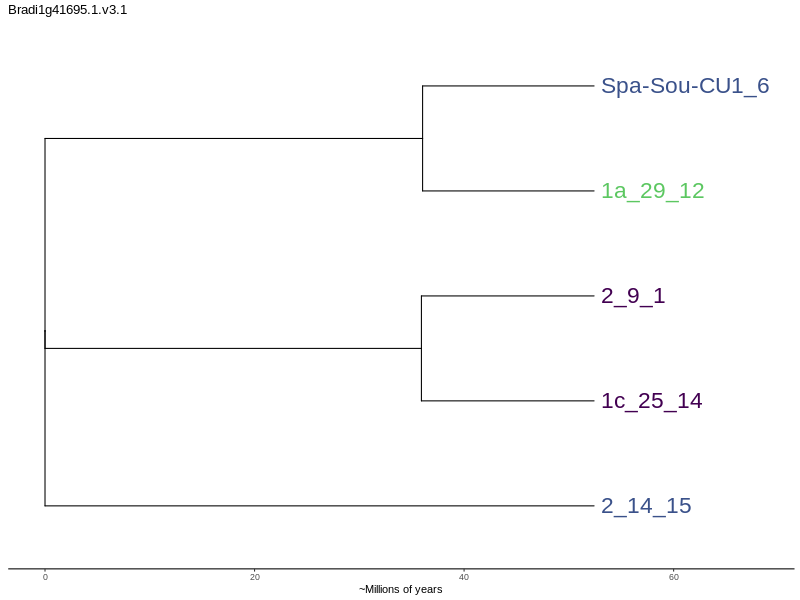 Bradi1g41695.1.v3.1
Spa-Sou-CU1_6
1a_29_12
2_9_1
1c_25_14
2_14_15
0 20 40 60
~Millions of years